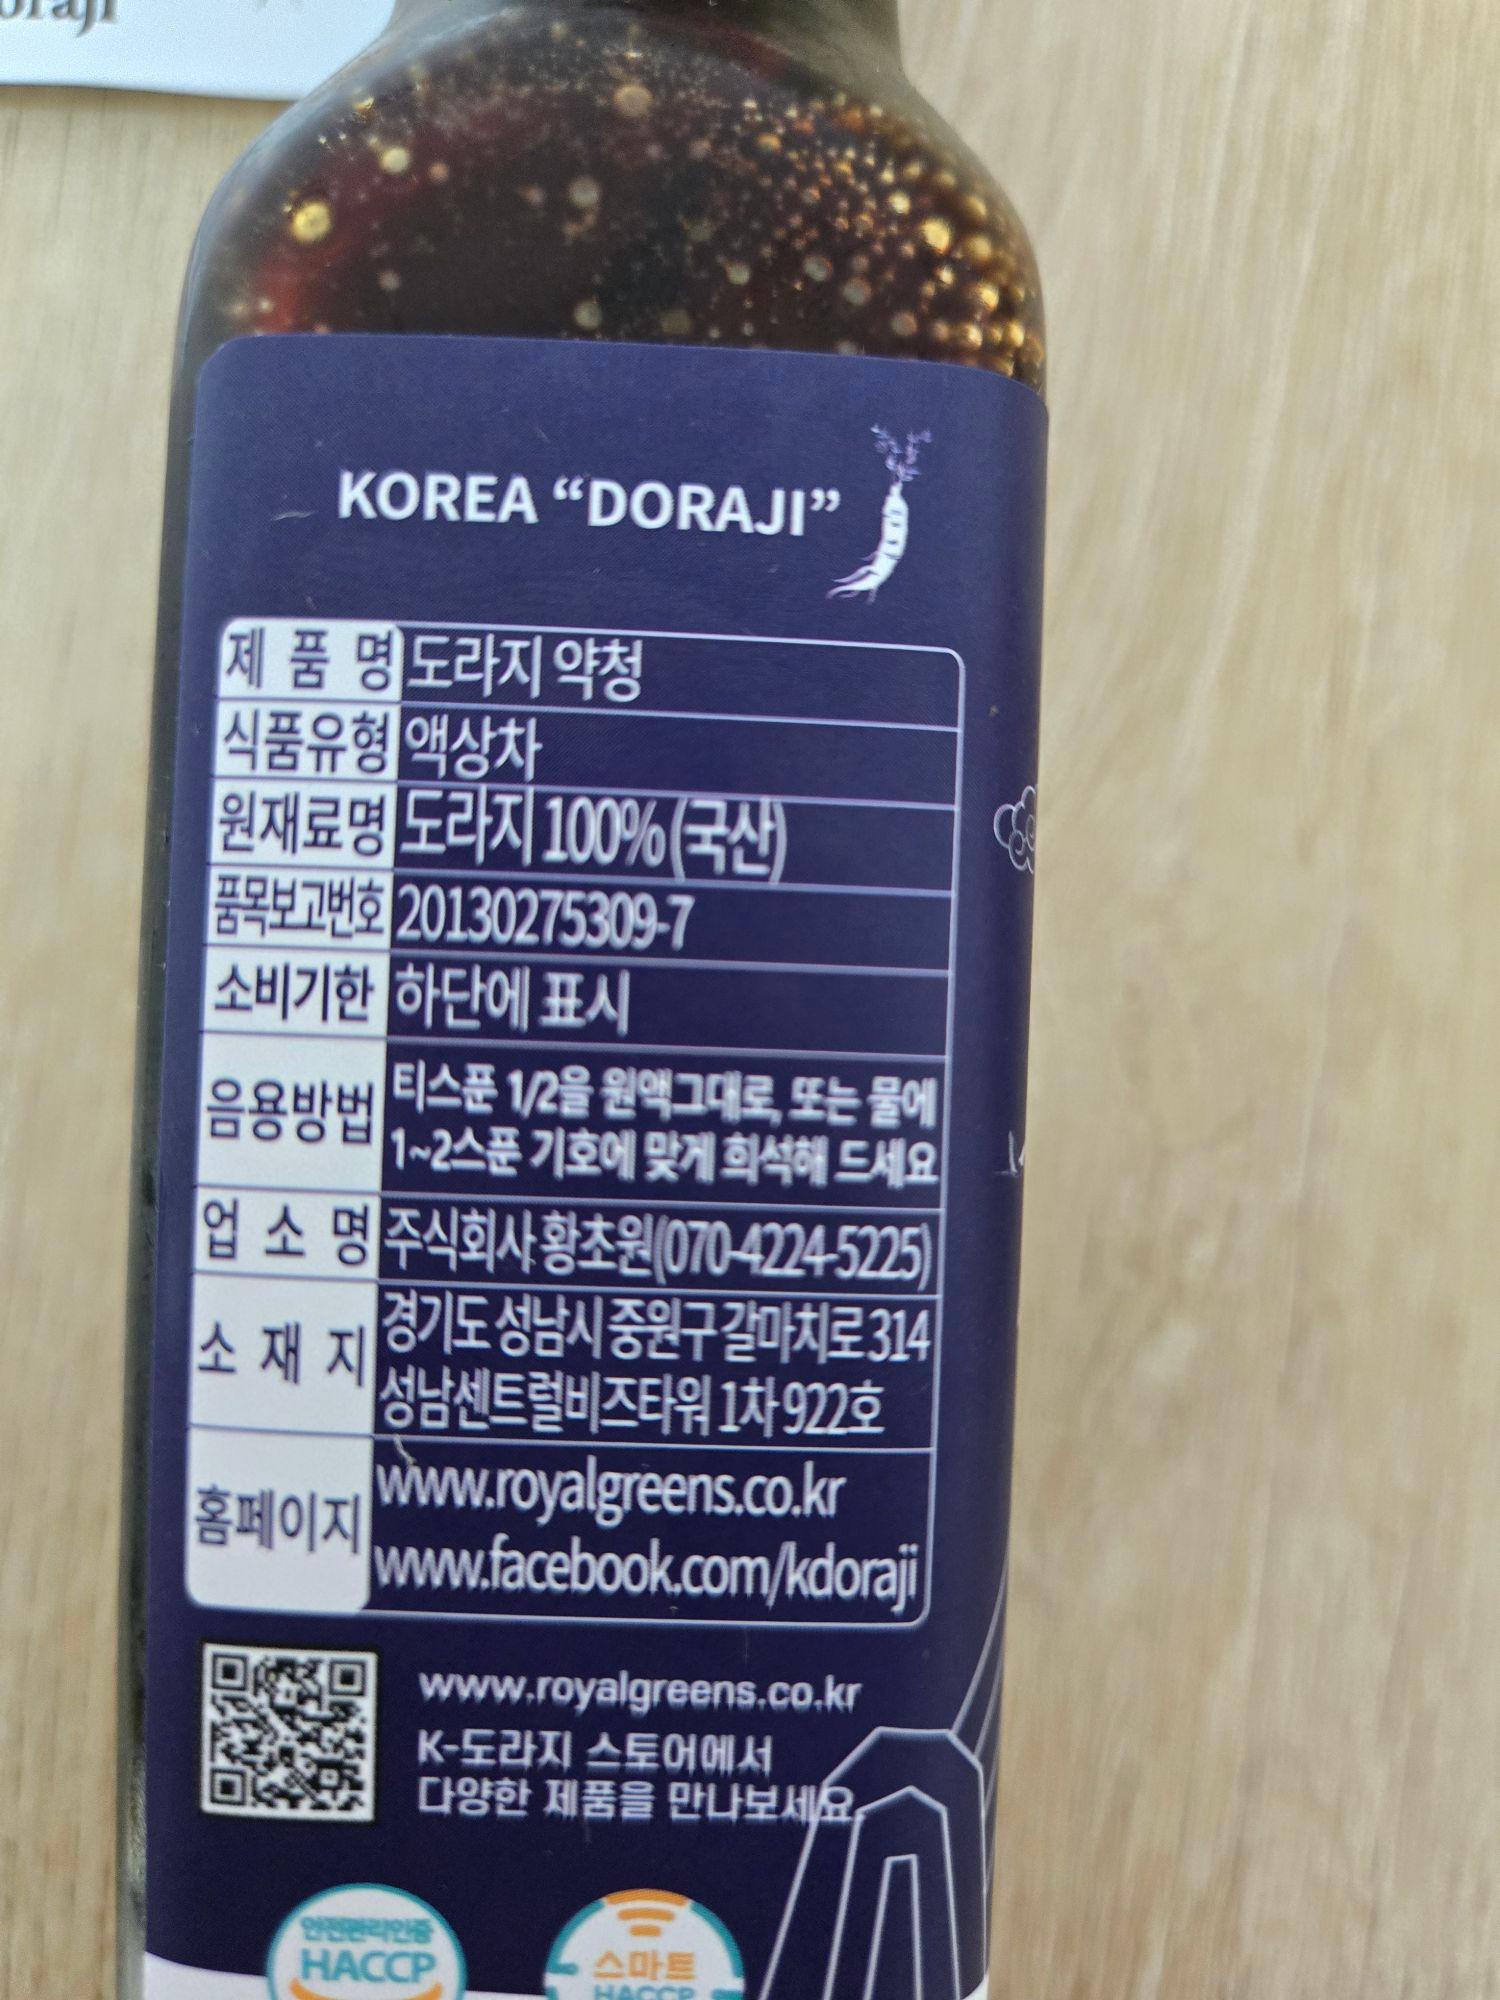 oraji
KOREA “DORAJI”
제 품 명 도라지 약청
식품유형 액상차
원재료명 도라지 100% (국산)
품목보고번호 20130275309-7
소비기한 하단에 표시
음용방법 티스푼 1/2을 원액그대로, 또는 물에
1~2스푼 기호에 맞게 희석해 드세요
업 소 명 주식회사 황초원(070-4224-5225)
소 재 지 경기도 성남시 중원구 갈마치로 314
성남센트럴비즈타워 1차 922호
홈페이지 www.royalgreens.co.kr
www.facebook.com/kdoraji
www.royalgreens.co.kr
K-도라지 스토어에서
다양한 제품을 만나보세요.
안전관리인증
HACCP
스마트
HACCP